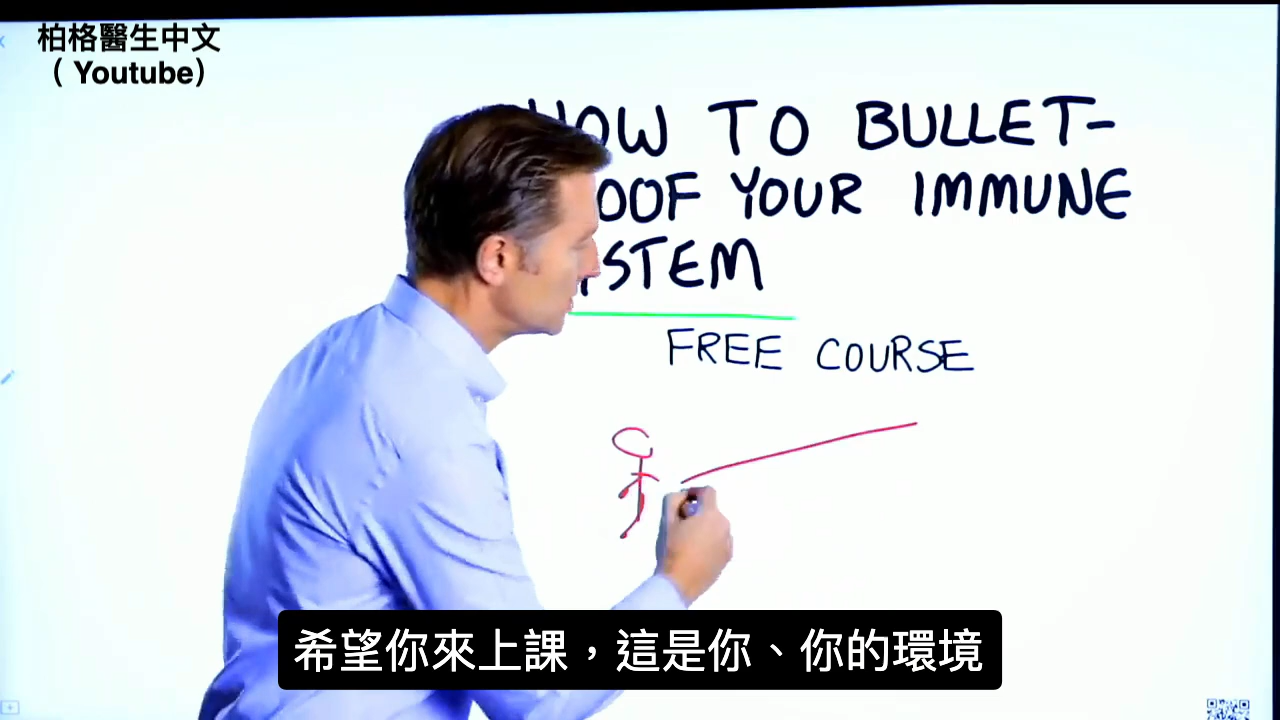 柏格醫生中文
（ Youtube）
HOW TO BULLET-
OOF YOUR IMMUNE
STEM
FREE COURSE
希望你來上課，這是你、你的環境